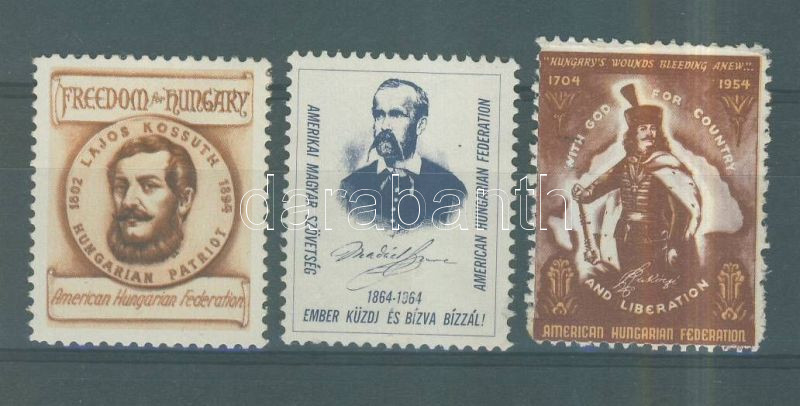 FREEDOM for HUNGARY
LAJOS KOSSUTH
1802 1894
HUNGARIAN PATRIOT
American Hungarian Federation
AMERIKAI MAGYAR SZÖVETSÉG
AMERICAN HUNGARIAN FEDERATION
Madách Imre
1864-1964
EMBER KÜZDJ ÉS BÍZVA BÍZZÁL!
"HUNGARY'S WOUNDS BLEEDING ANEW"...
1704 1954
WITH GOD FOR COUNTRY
AND LIBERATION
AMERICAN HUNGARIAN FEDERATION
darabanth